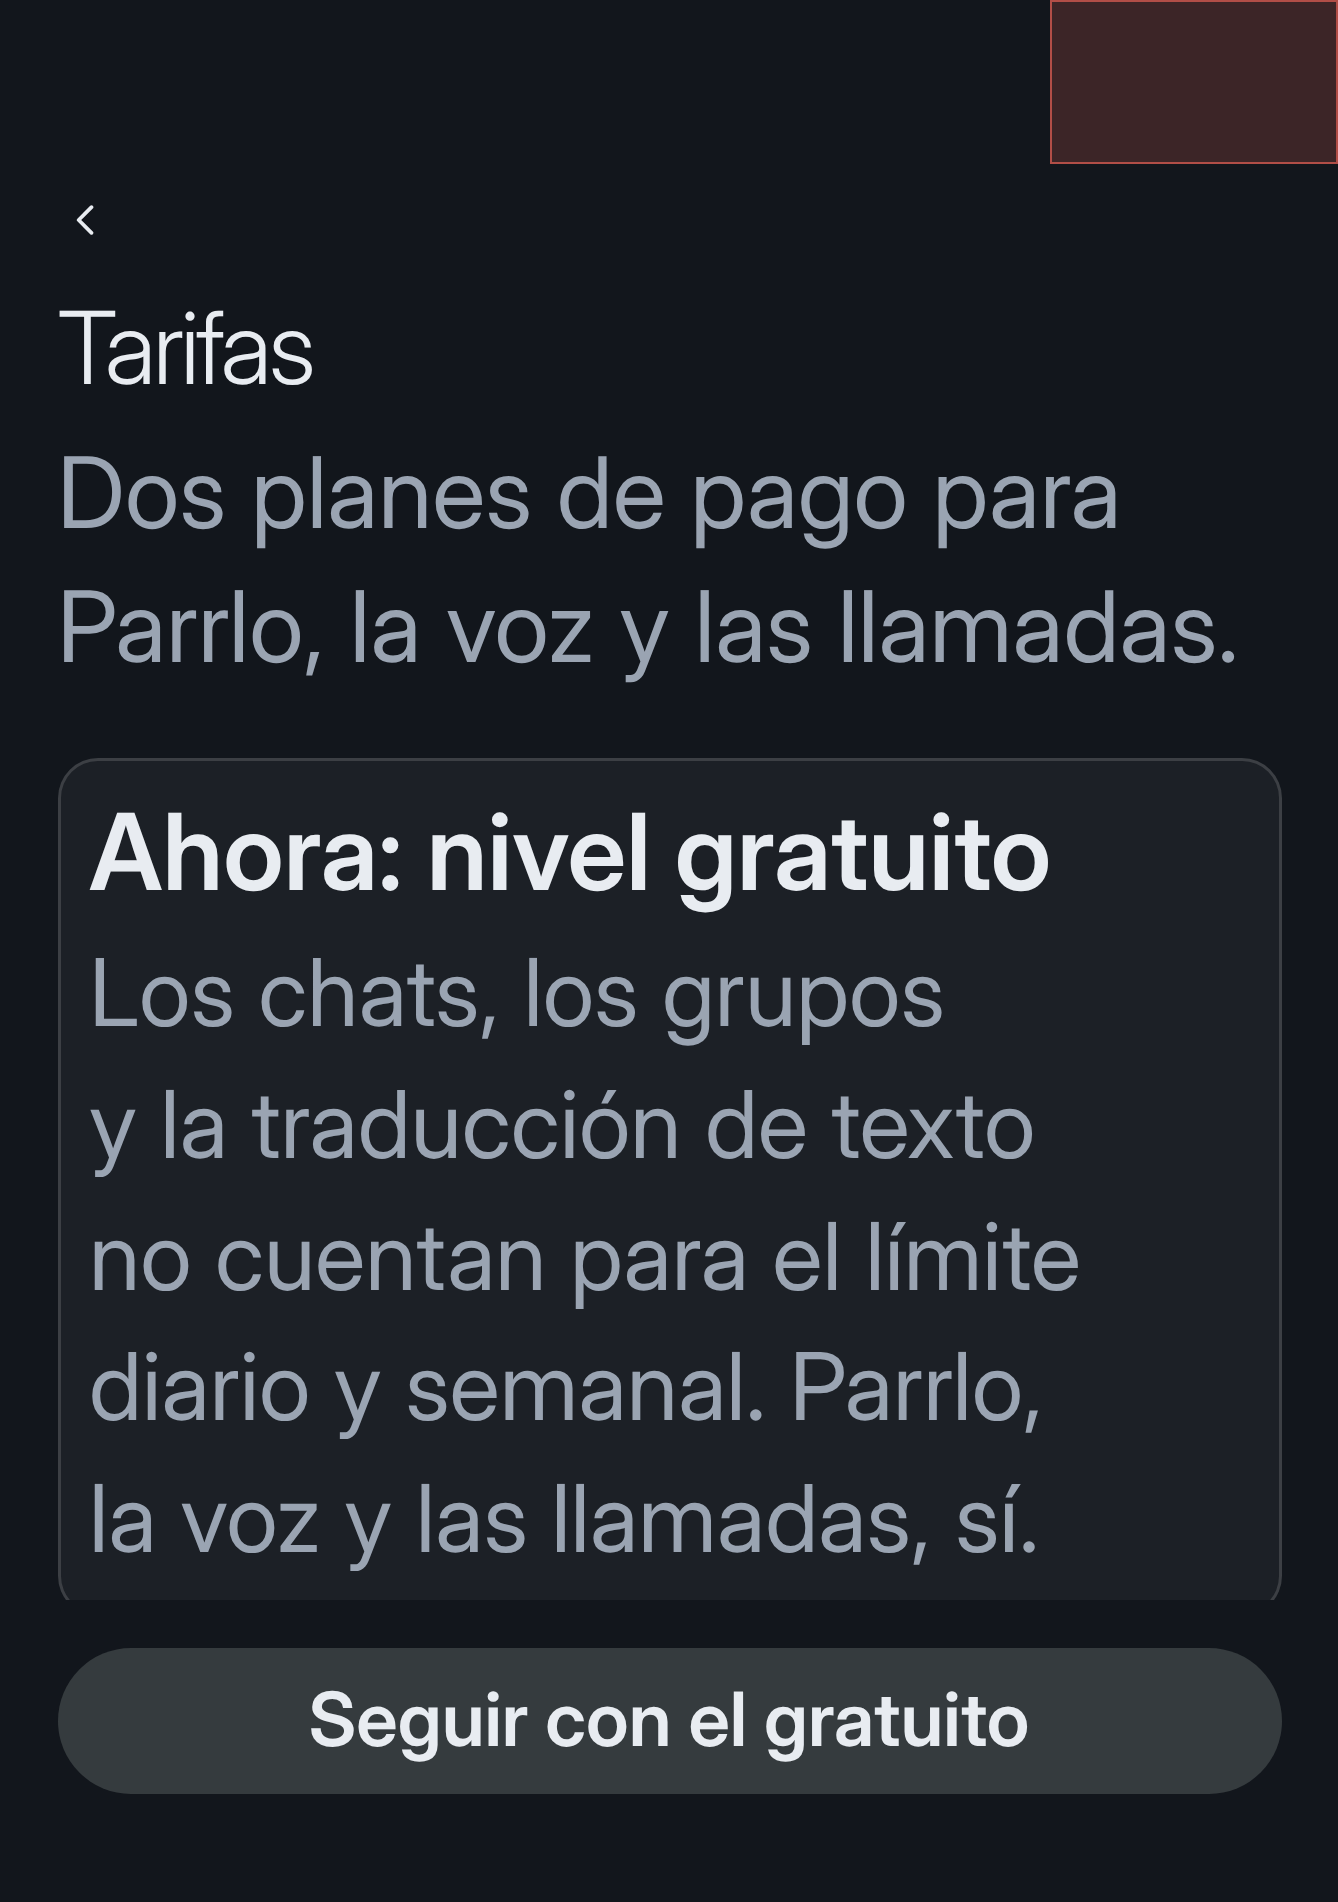 Tarifas
Dos planes de pago para
Parrlo, la voz y las llamadas.
Ahora: nivel gratuito
Los chats, los grupos
y la traducción de texto
no cuentan para el límite
diario y semanal. Parrlo,
la voz y las llamadas, sí.
Seguir con el gratuito